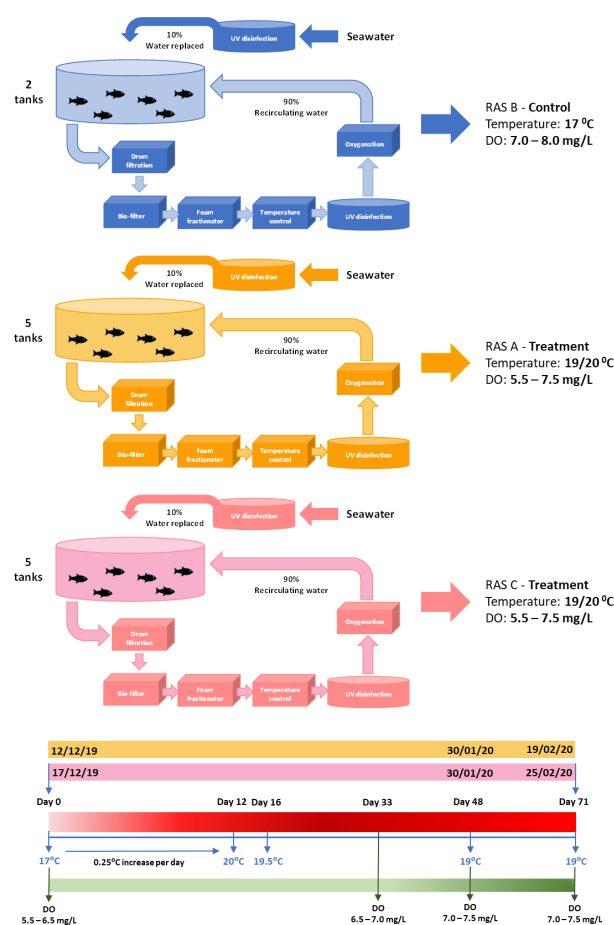 10%
Water replaced
UV disinfection
Seawater
2
tanks
90%
Recirculating water
Oxygenation
Drum
filtration
Bio-filter
Foam
fractionator
Temperature
control
UV disinfection
RAS B - Control
Temperature: 17 ⁰C
DO: 7.0 – 8.0 mg/L
10%
Water replaced
UV disinfection
Seawater
5
tanks
90%
Recirculating water
Oxygenation
Drum
filtration
Bio-filter
Foam
fractionator
Temperature
control
UV disinfection
RAS A - Treatment
Temperature: 19/20 ⁰C
DO: 5.5 – 7.5 mg/L
10%
Water replaced
UV disinfection
Seawater
5
tanks
90%
Recirculating water
Oxygenation
Drum
filtration
Bio-filter
Foam
fractionator
Temperature
control
UV disinfection
RAS C - Treatment
Temperature: 19/20 ⁰C
DO: 5.5 – 7.5 mg/L
12/12/19 30/01/20 19/02/20
17/12/19 30/01/20 25/02/20
Day 0 Day 12 Day 16 Day 33 Day 48 Day 71
17⁰C 0.25⁰C increase per day 20⁰C 19.5⁰C 19⁰C 19⁰C
DO
5.5 – 6.5 mg/L
DO
6.5 – 7.0 mg/L
DO
7.0 – 7.5 mg/L
DO
7.0 – 7.5 mg/L